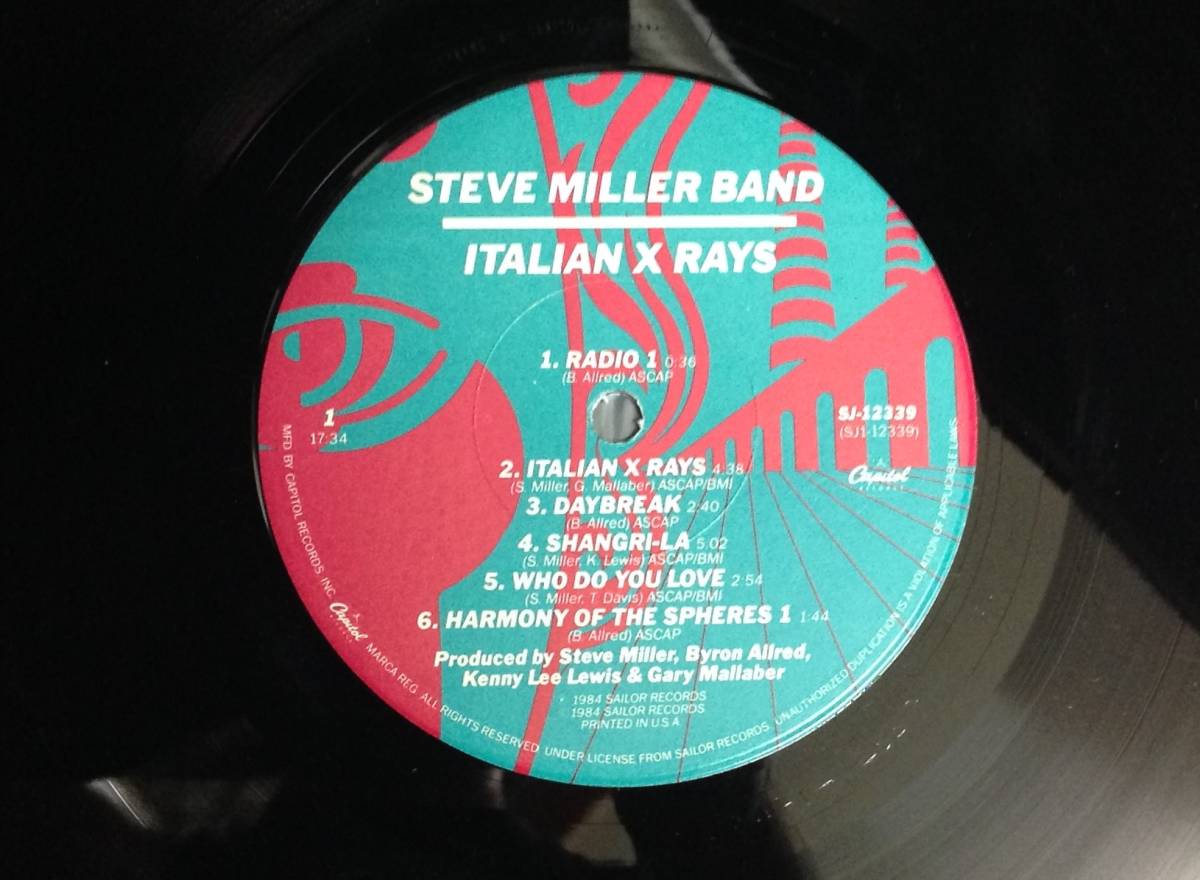 STEVE MILLER BAND
ITALIAN X RAYS
1. RADIO 1 0:36
(B. Allred) ASCAP
1
17:34
SJ-12339
(SJ1-12339)
Capitol
RECORDS
2. ITALIAN X RAYS 4:38
(S. Miller, G. Mallaber) ASCAP/BMI
3. DAYBREAK 2:40
(B. Allred) ASCAP
4. SHANGRI-LA 5:02
(S. Miller, K. Lewis) ASCAP/BMI
5. WHO DO YOU LOVE 2:54
(S. Miller, T. Davis) ASCAP/BMI
6. HARMONY OF THE SPHERES 1 1:44
(B. Allred) ASCAP
Produced by Steve Miller, Byron Allred,
Kenny Lee Lewis & Gary Mallaber
1984 SAILOR RECORDS
1984 SAILOR RECORDS
PRINTED IN U.S.A.
MFD. BY CAPITOL RECORDS, INC. Capitol MARCA REG. ALL RIGHTS RESERVED. UNDER LICENSE FROM SAILOR RECORDS. UNAUTHORIZED DUPLICATION IS A VIOLATION OF APPLICABLE LAWS.